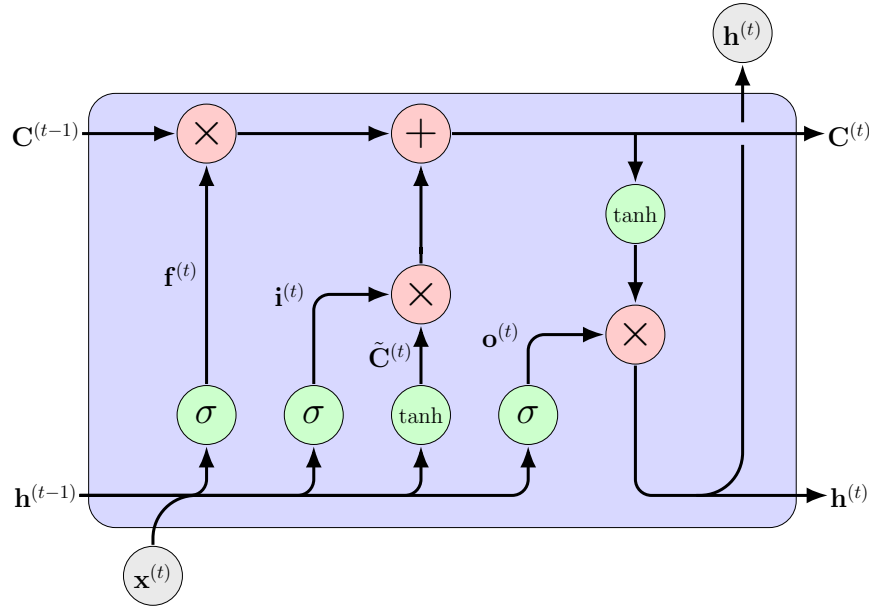 𝐡⁽ᵗ⁾
𝐂⁽ᵗ⁻¹⁾ × + 𝐂⁽ᵗ⁾
tanh
𝐟⁽ᵗ⁾
𝐢⁽ᵗ⁾ ×
𝐨⁽ᵗ⁾ ×
𝐂̃⁽ᵗ⁾
σ σ tanh σ
𝐡⁽ᵗ⁻¹⁾ 𝐡⁽ᵗ⁾
𝐱⁽ᵗ⁾